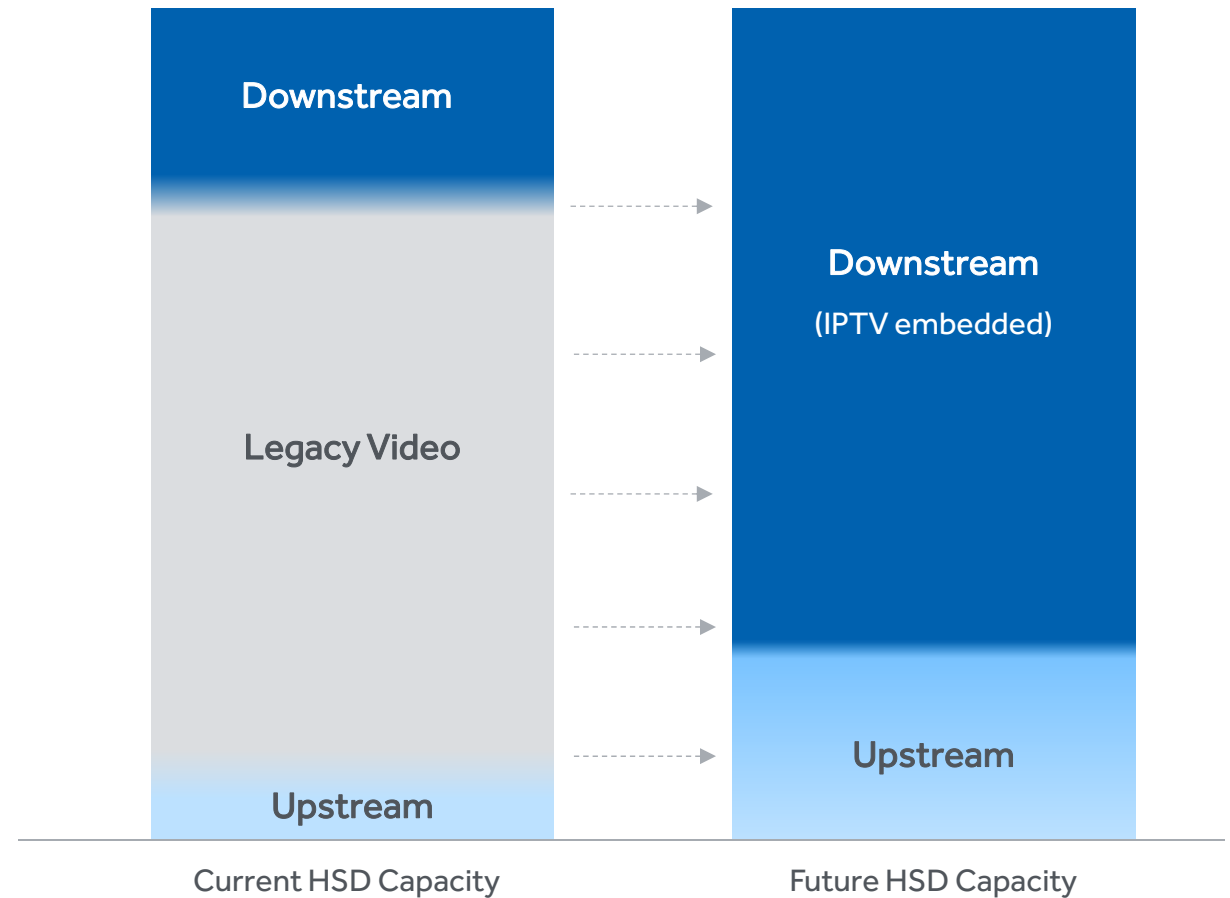 Downstream
Legacy Video
Upstream
Current HSD Capacity
Downstream
(IPTV embedded)
Upstream
Future HSD Capacity